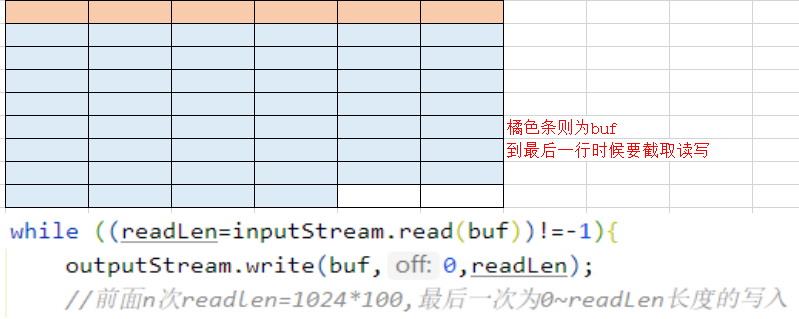 橘色条则为buf
到最后一行时候要截取读写
while ((readLen=inputStream.read(buf))!=-1){
outputStream.write(buf, off: 0,readLen);
//前面n次readlen=1024*100,最后一次为0~readLen长度的写入